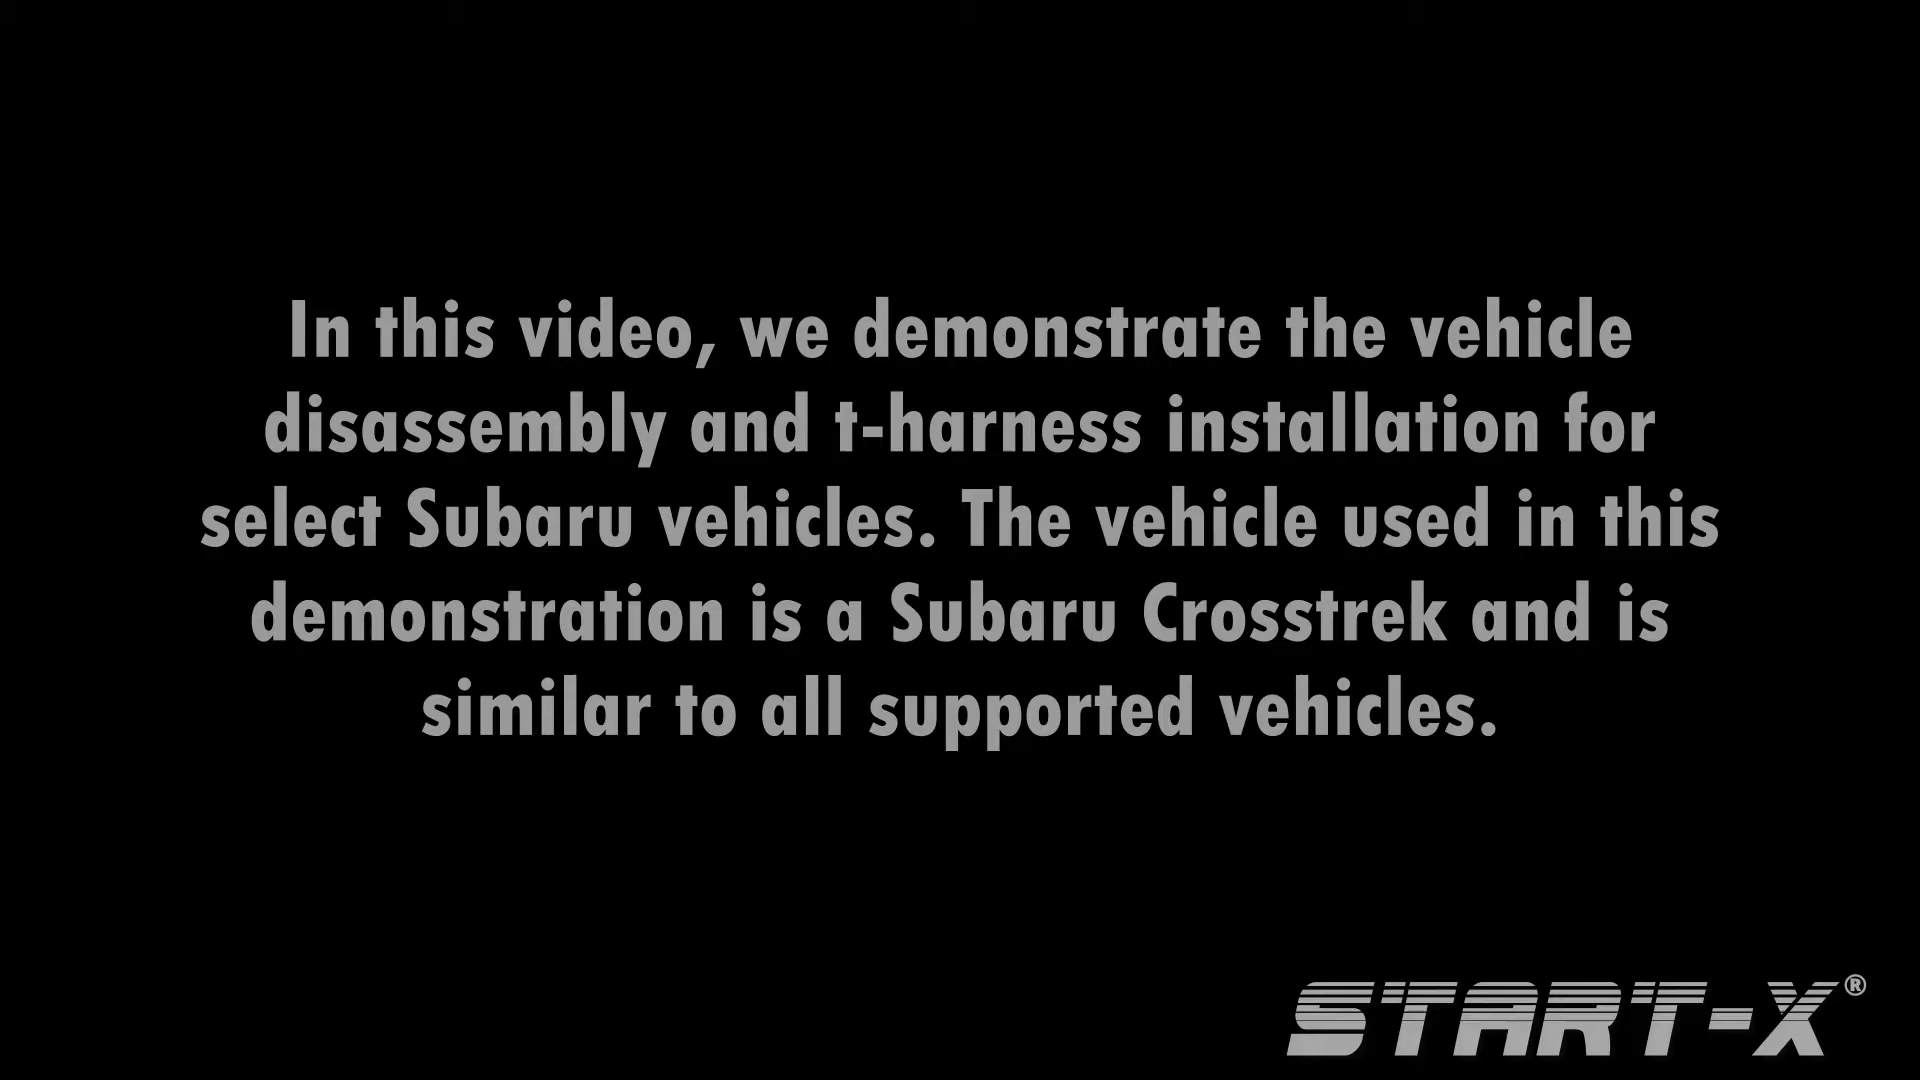 In this video, we demonstrate the vehicle
disassembly and t-harness installation for
select Subaru vehicles. The vehicle used in this
demonstration is a Subaru Crosstrek and is
similar to all supported vehicles.
START-X®